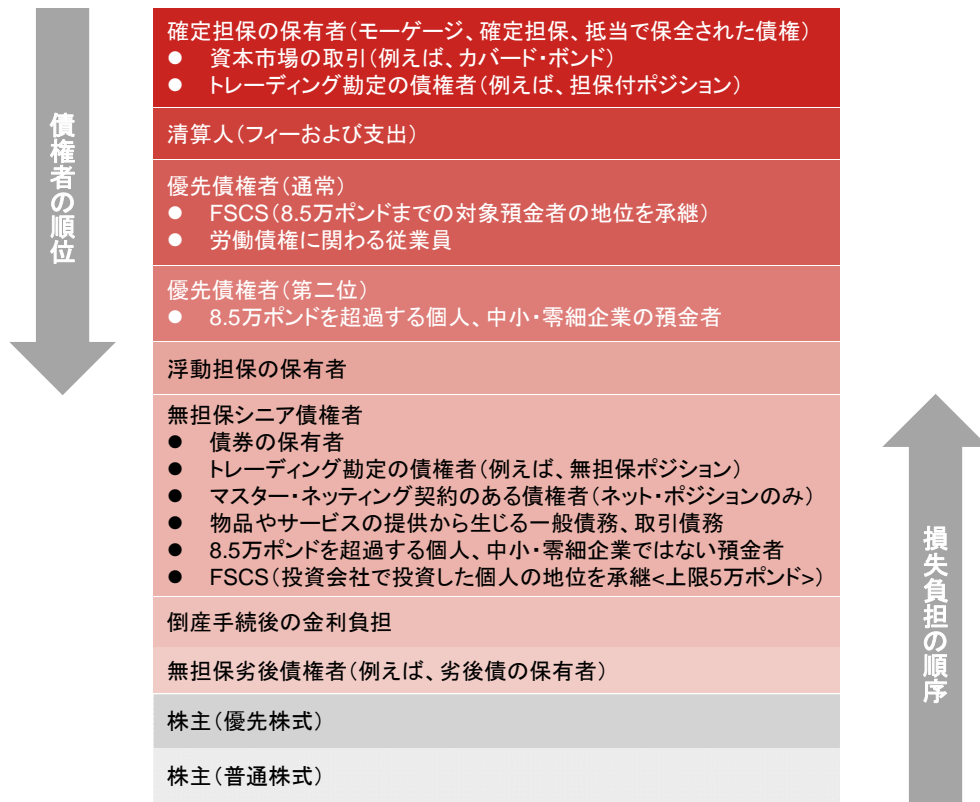 債権者の順位
確定担保の保有者（モーゲージ、確定担保、抵当で保全された債権）
● 資本市場の取引（例えば、カバード・ボンド）
● トレーディング勘定の債権者（例えば、担保付ポジション）
清算人（フィーおよび支出）
優先債権者（通常）
● FSCS（8.5万ポンドまでの対象預金者の地位を承継）
● 労働債権に関わる従業員
優先債権者（第二位）
● 8.5万ポンドを超過する個人、中小・零細企業の預金者
浮動担保の保有者
無担保シニア債権者
● 債券の保有者
● トレーディング勘定の債権者（例えば、無担保ポジション）
● マスター・ネッティング契約のある債権者（ネット・ポジションのみ）
● 物品やサービスの提供から生じる一般債務、取引債務
● 8.5万ポンドを超過する個人、中小・零細企業ではない預金者
● FSCS（投資会社で投資した個人の地位を承継<上限5万ポンド>）
倒産手続後の金利負担
無担保劣後債権者（例えば、劣後債の保有者）
株主（優先株式）
株主（普通株式）
損失負担の順序